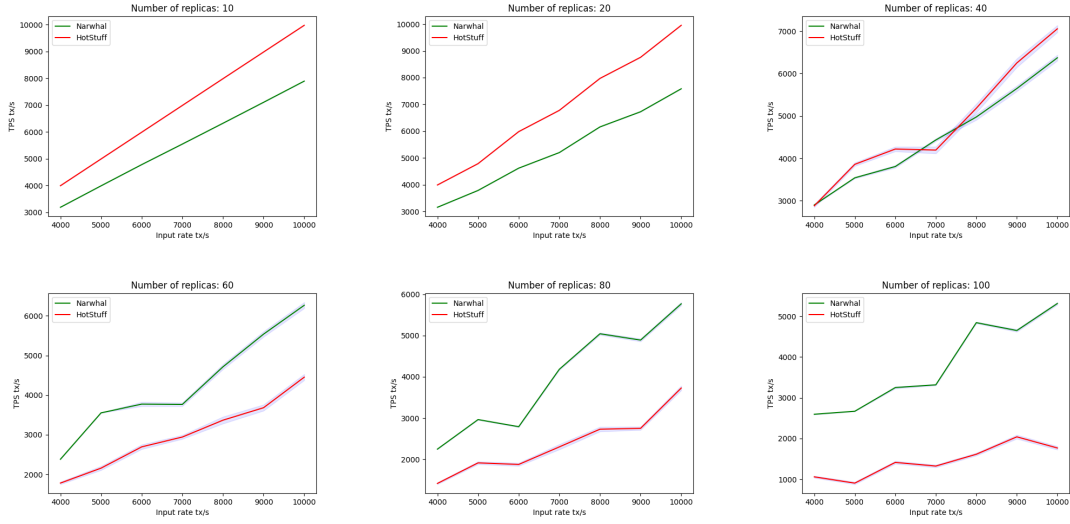 Number of replicas: 10
Narwhal
HotStuff
10000
9000
8000
7000
6000
5000
4000
3000
TPS tx/s
4000 5000 6000 7000 8000 9000 10000
Input rate tx/s
Number of replicas: 20
Narwhal
HotStuff
10000
9000
8000
7000
6000
5000
4000
3000
TPS tx/s
4000 5000 6000 7000 8000 9000 10000
Input rate tx/s
Number of replicas: 40
Narwhal
HotStuff
7000
6000
5000
4000
3000
TPS tx/s
4000 5000 6000 7000 8000 9000 10000
Input rate tx/s
Number of replicas: 60
Narwhal
HotStuff
6000
5000
4000
3000
2000
TPS tx/s
4000 5000 6000 7000 8000 9000 10000
Input rate tx/s
Number of replicas: 80
Narwhal
HotStuff
6000
5000
4000
3000
2000
TPS tx/s
4000 5000 6000 7000 8000 9000 10000
Input rate tx/s
Number of replicas: 100
Narwhal
HotStuff
5000
4000
3000
2000
1000
TPS tx/s
4000 5000 6000 7000 8000 9000 10000
Input rate tx/s